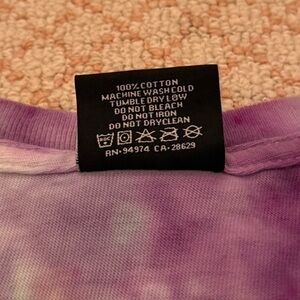 100% COTTON
MACHINE WASH COLD
TUMBLE DRY LOW
DO NOT BLEACH
DO NOT IRON
DO NOT DRYCLEAN
RN•94974 CA•28629